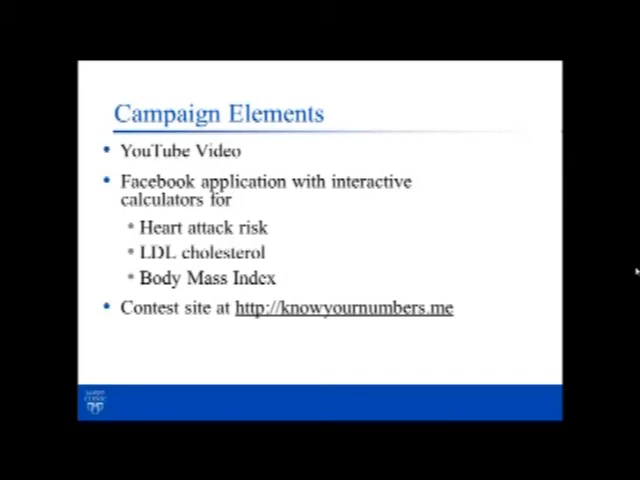 Campaign Elements
• YouTube Video
• Facebook application with interactive
calculators for
• Heart attack risk
• LDL cholesterol
• Body Mass Index
• Contest site at http://knowyournumbers.me